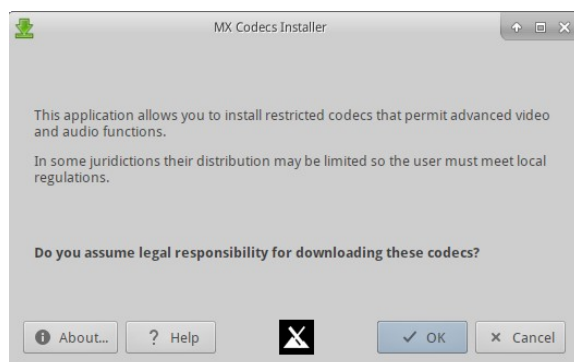 MX Codecs Installer
This application allows you to install restricted codecs that permit advanced video
and audio functions.
In some juridictions their distribution may be limited so the user must meet local
regulations.
Do you assume legal responsibility for downloading these codecs?
About... ? Help OK Cancel